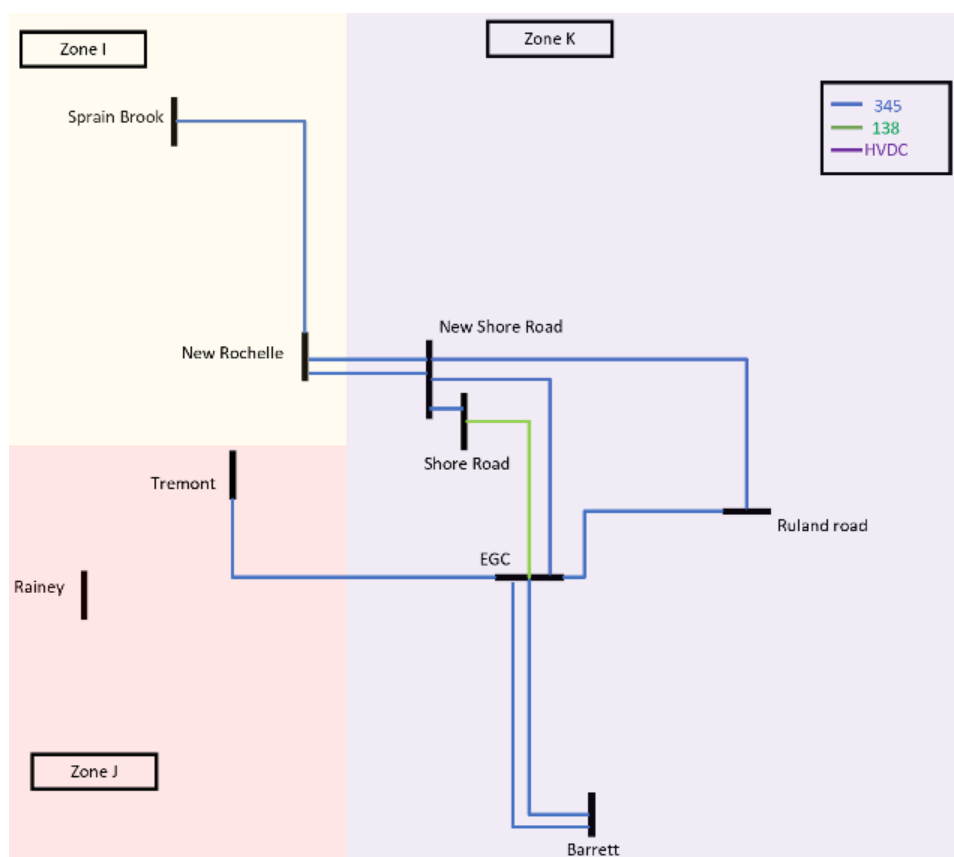 Zone I
Zone K
Sprain Brook
345
138
HVDC
New Shore Road
New Rochelle
Shore Road
Tremont
Ruland road
EGC
Rainey
Zone J
Barrett